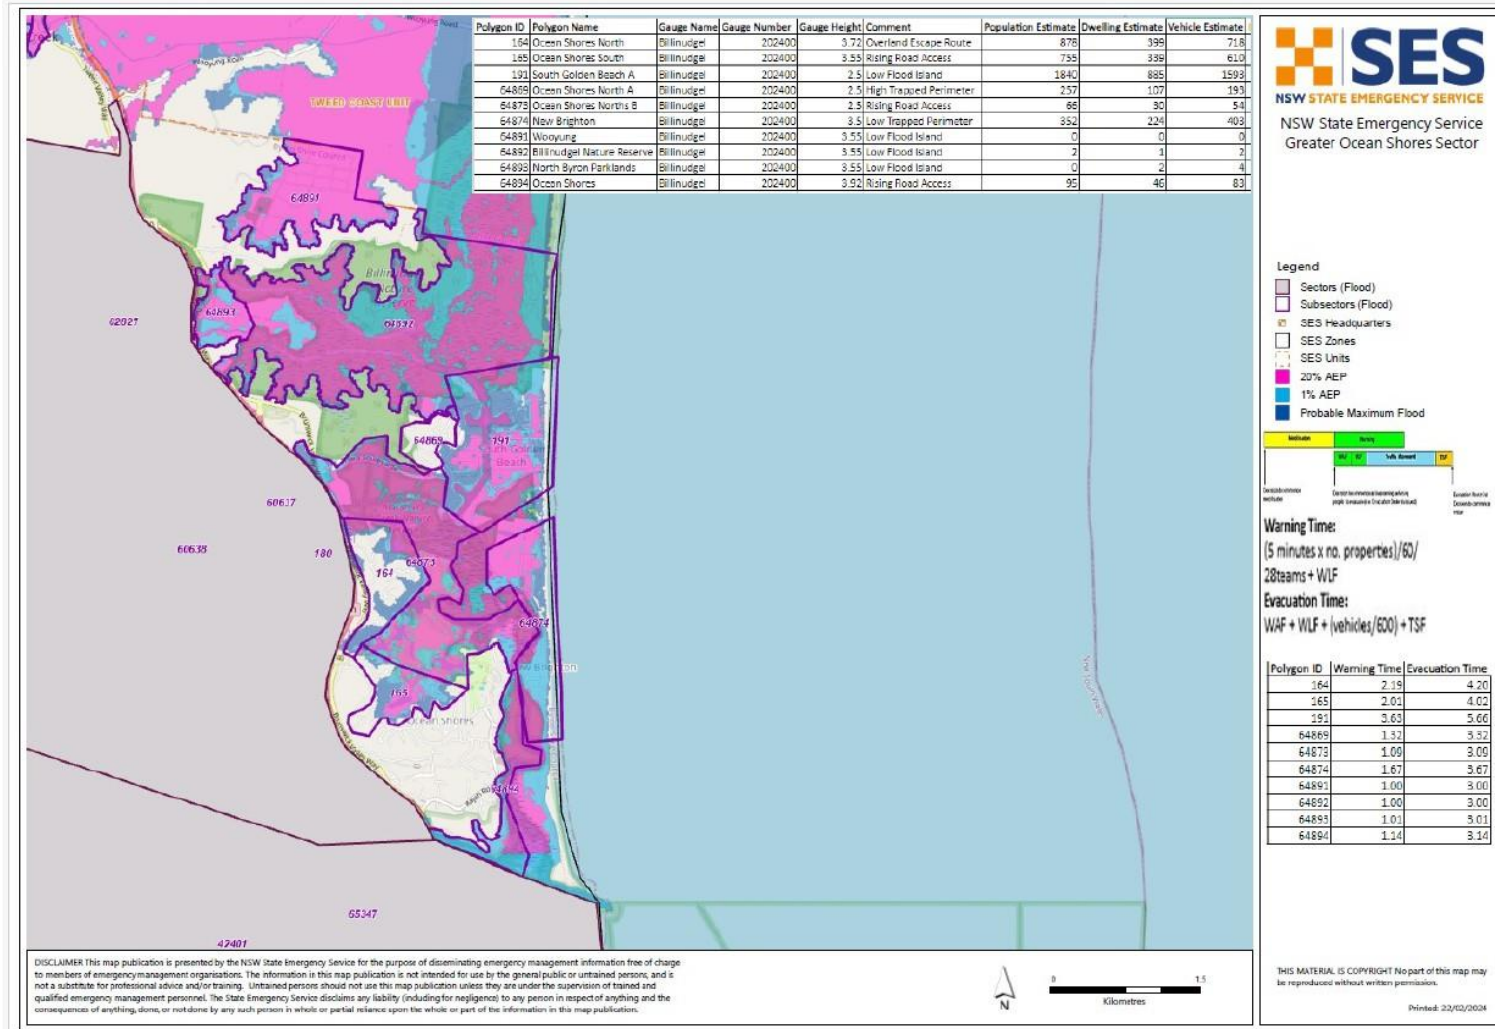 Polygon ID Polygon Name Gauge Name Gauge Number Gauge Height Comment Population Estimate Dwelling Estimate Vehicle Estimate
164 Ocean Shores North Billinudgel 202400 3.72 Overland Escape Route 878 399 718
165 Ocean Shores South Billinudgel 202400 3.55 Rising Road Access 755 339 610
191 South Golden Beach A Billinudgel 202400 2.5 Low Flood Island 1840 885 1593
64869 Ocean Shores North A Billinudgel 202400 2.5 High Trapped Perimeter 257 107 193
64873 Ocean Shores Norths B Billinudgel 202400 2.5 Rising Road Access 66 30 54
64874 New Brighton Billinudgel 202400 3.5 Low Trapped Perimeter 352 224 403
64891 Wooyung Billinudgel 202400 3.55 Low Flood Island 0 0 0
64892 Billinudgel Nature Reserve Billinudgel 202400 3.55 Low Flood Island 2 1 2
64893 North Byron Parklands Billinudgel 202400 3.55 Low Flood Island 0 2 4
64894 Ocean Shores Billinudgel 202400 3.92 Rising Road Access 95 46 83
TWEED COAST UNIT
64891
64893
64892
62027
64869
191
South Golden
Beach
60617
60638
180
164
64873
64874
165
Ocean Shores
65347
42401
SES
NSW STATE EMERGENCY SERVICE
NSW State Emergency Service
Greater Ocean Shores Sector
Legend
Sectors (Flood)
Subsectors (Flood)
SES Headquarters
SES Zones
SES Units
20% AEP
1% AEP
Probable Maximum Flood
Warning Time:
(5 minutes x no. properties)/60/
28teams + WLF
Evacuation Time:
WAF + WLF + (vehicles/600) + TSF
Polygon ID Warning Time Evacuation Time
164 2.19 4.20
165 2.01 4.02
191 3.63 5.66
64869 1.32 3.32
64873 1.09 3.09
64874 1.67 3.67
64891 1.00 3.00
64892 1.00 3.00
64893 1.01 3.01
64894 1.14 3.14
DISCLAIMER This map publication is presented by the NSW State Emergency Service for the purpose of disseminating emergency management information free of charge
to members of emergency management organisations. The information in this map publication is not intended for use by the general public or untrained persons, and is
not a substitute for professional advice and/or training. Untrained persons should not use this map publication unless they are under the supervision of trained and
qualified emergency management personnel. The State Emergency Service disclaims any liability (including for negligence) to any person in respect of anything and the
consequences of anything, done, or not done by any such person in whole or partial reliance upon the whole or part of the information in this map publication.
N
0 1.5
Kilometres
THIS MATERIAL IS COPYRIGHT No part of this map may
be reproduced without written permission.
Printed: 22/02/2024